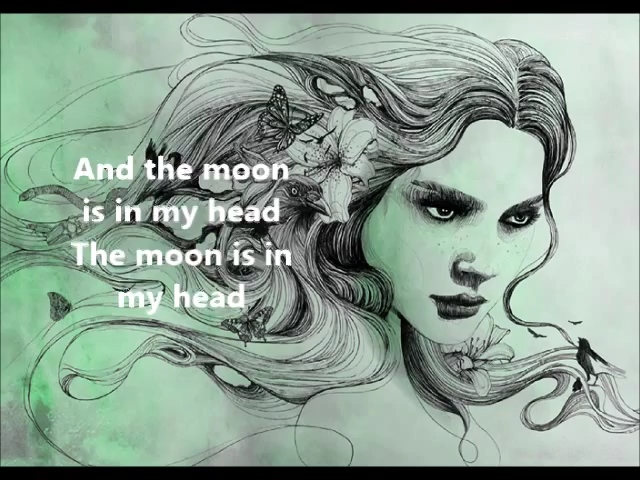 And the moon
is in my head
The moon is in
my head